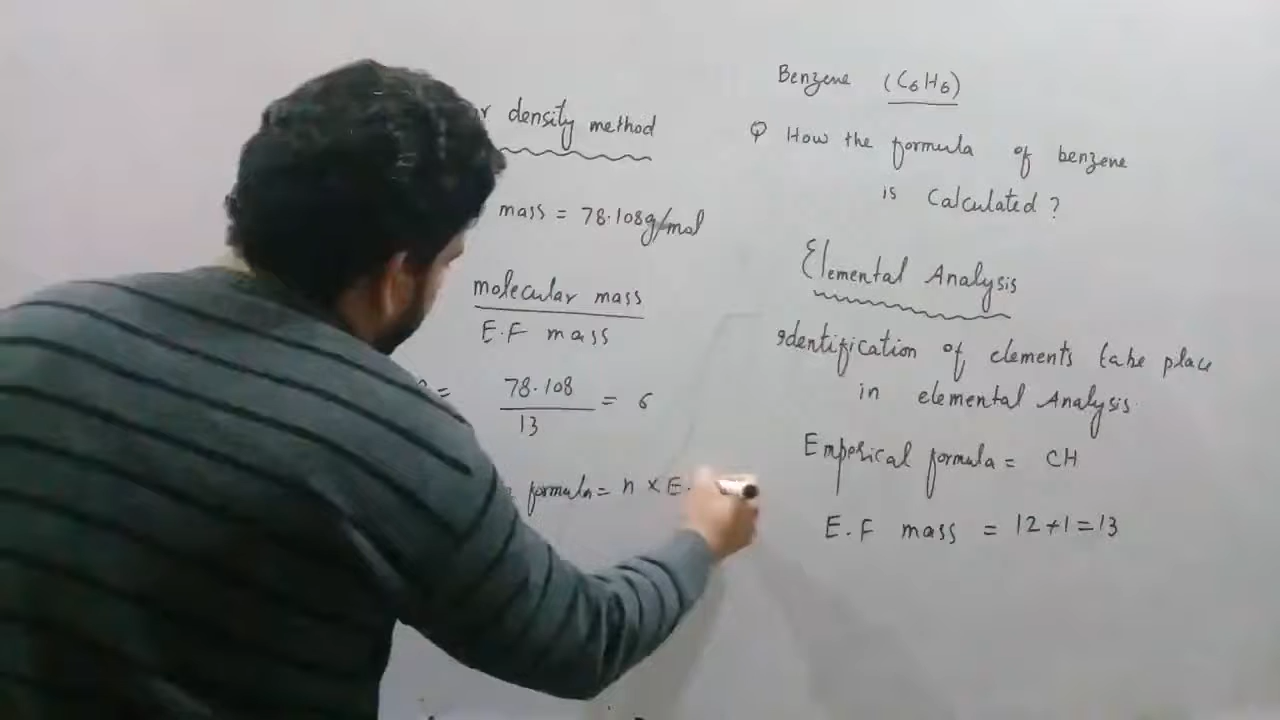 density method
mass = 78.108g/mol
molecular mass
E.F mass
= 78.108 = 6
13
formula = n × E.
Benzene (C6H6)
Q How the formula of benzene
is Calculated?
Elemental Analysis
Identification of elements take place
in elemental Analysis
Emperical formula = CH
E.F mass = 12+1=13